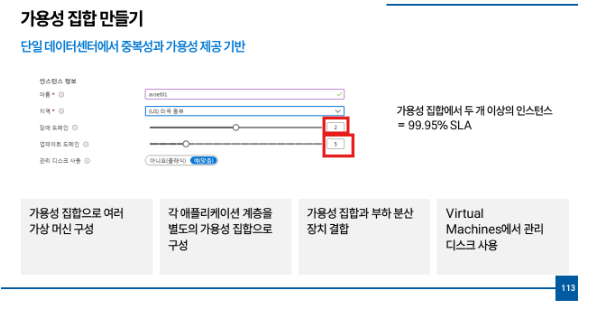 가용성 집합 만들기
단일 데이터센터에서 중복성과 가용성 제공 기반
인스턴스 정보
이름 *
avset01
지역 *
(US) 미국 동부
장애 도메인
2
업데이트 도메인
5
관리 디스크 사용
아니요(클래식) 예(맞춤)
가용성 집합에서 두 개 이상의 인스턴스
= 99.95% SLA
가용성 집합으로 여러
가상 머신 구성
각 애플리케이션 계층을
별도의 가용성 집합으로
구성
가용성 집합과 부하 분산
장치 결합
Virtual
Machines에서 관리
디스크 사용
113